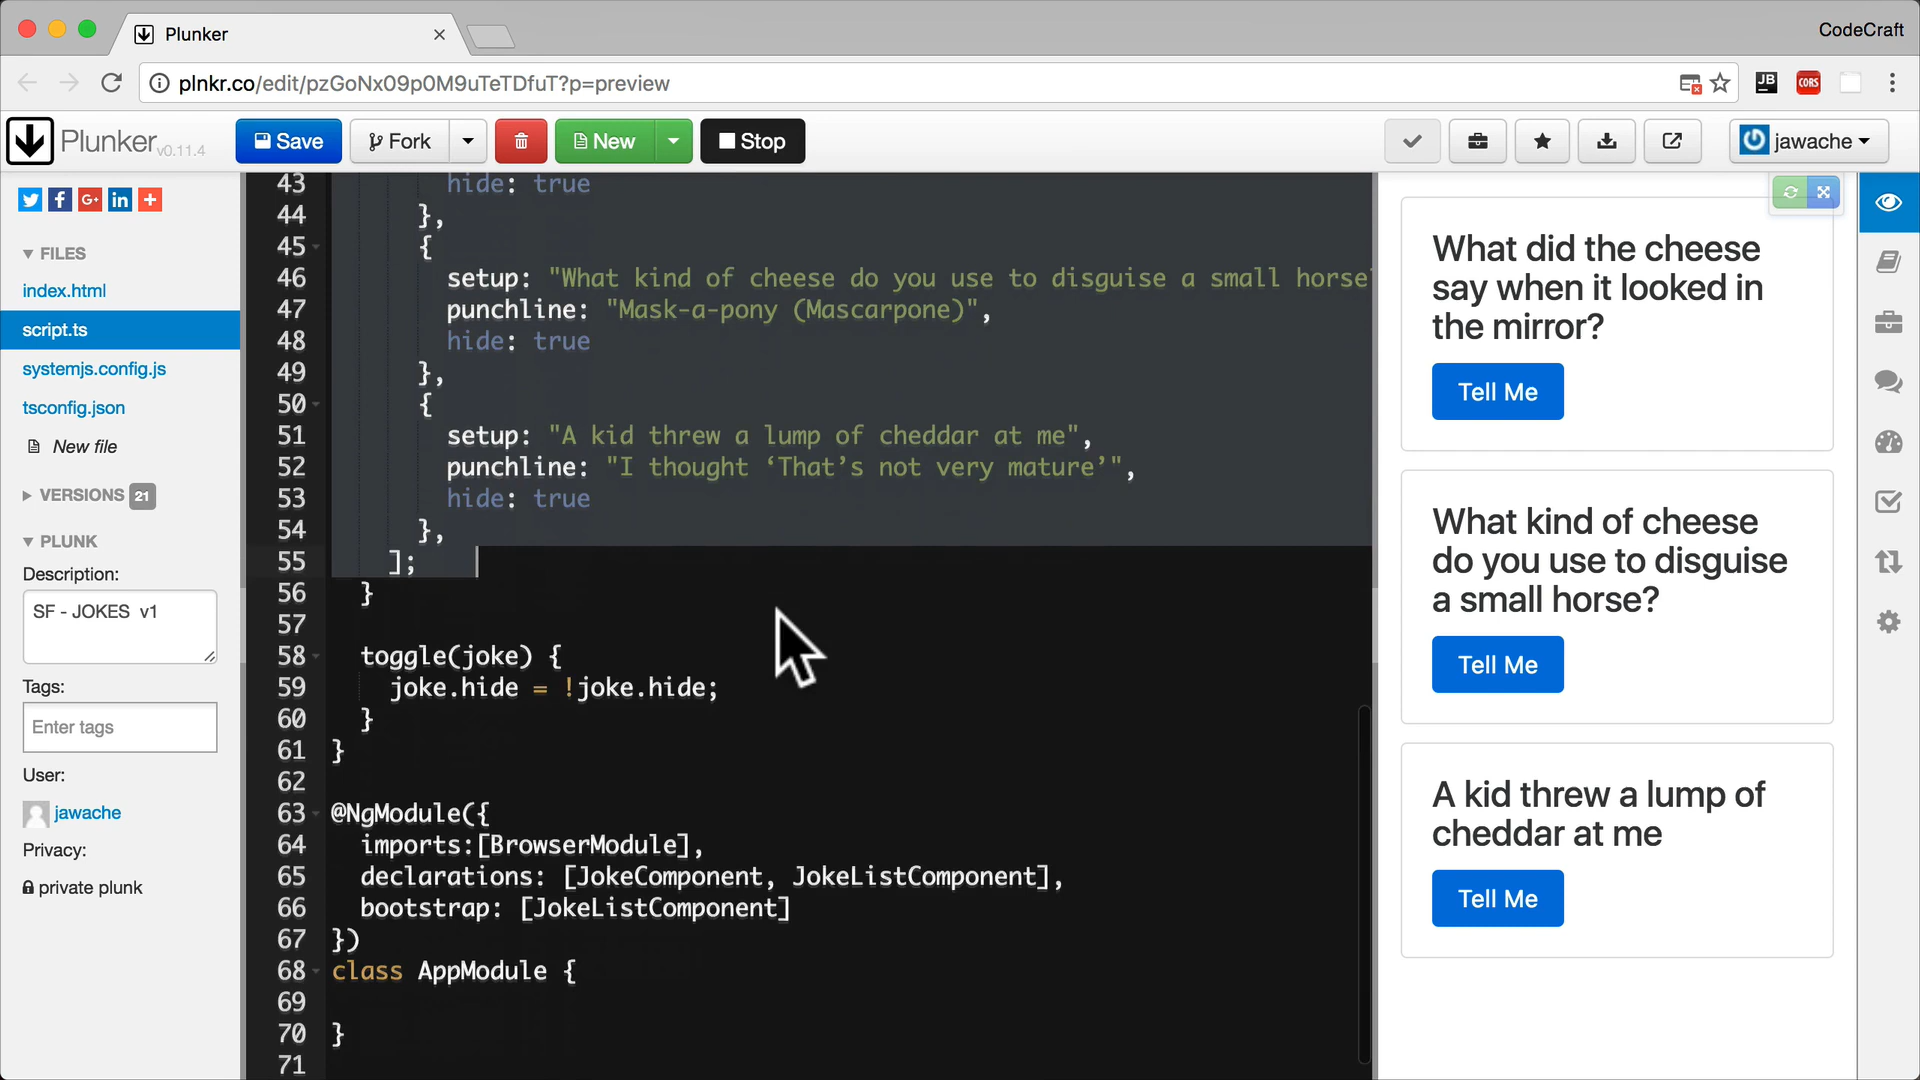 Plunker
CodeCraft
plnkr.co/edit/pzGoNx09p0M9uTeTDfuT?p=preview
JB
CORS
Plunker v0.11.4
Save
Fork
New
Stop
jawache
FILES
index.html
script.ts
systemjs.config.js
tsconfig.json
New file
VERSIONS 21
PLUNK
Description:
SF - JOKES v1
Tags:
Enter tags
User:
jawache
Privacy:
private plunk
43 hide: true
44 },
45 {
46 setup: "What kind of cheese do you use to disguise a small horse
47 punchline: "Mask-a-pony (Mascarpone)",
48 hide: true
49 },
50 {
51 setup: "A kid threw a lump of cheddar at me",
52 punchline: "I thought ‘That’s not very mature’",
53 hide: true
54 },
55 ];
56 }
57
58 toggle(joke) {
59 joke.hide = !joke.hide;
60 }
61 }
62
63 @NgModule({
64 imports:[BrowserModule],
65 declarations: [JokeComponent, JokeListComponent],
66 bootstrap: [JokeListComponent]
67 })
68 class AppModule {
69
70 }
71
What did the cheese
say when it looked in
the mirror?
Tell Me
What kind of cheese
do you use to disguise
a small horse?
Tell Me
A kid threw a lump of
cheddar at me
Tell Me